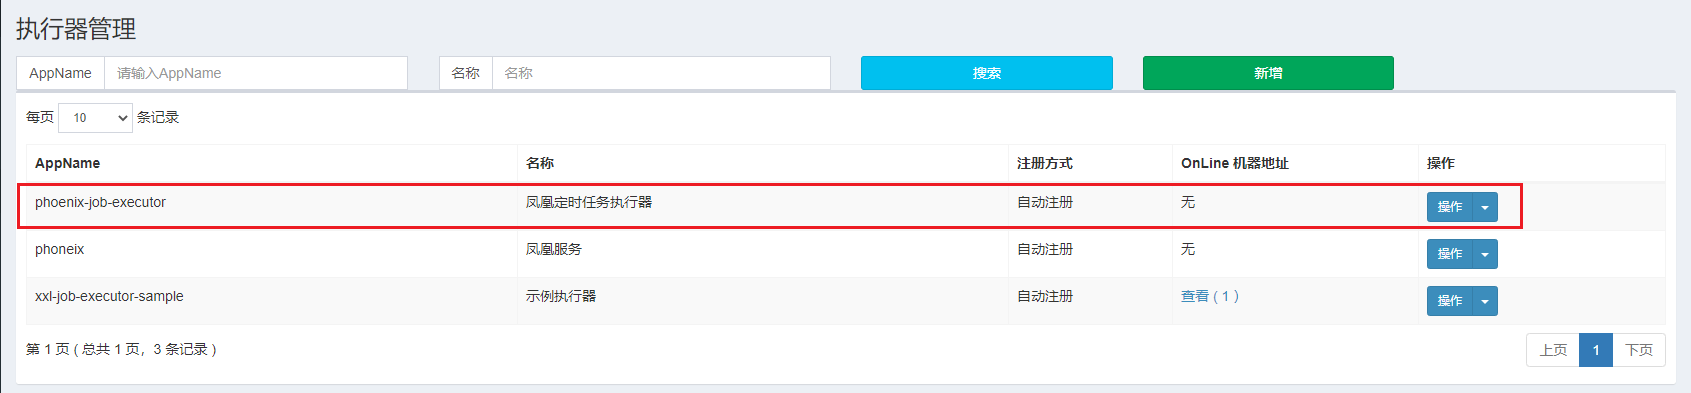 执行器管理
AppName 请输入AppName 名称 名称 搜索 新增
每页 10 条记录
AppName 名称 注册方式 OnLine 机器地址 操作
phoenix-job-executor 凤凰定时任务执行器 自动注册 无 操作
phoneix 凤凰服务 自动注册 无 操作
xxl-job-executor-sample 示例执行器 自动注册 查看 ( 1 ) 操作
第 1 页 ( 总共 1 页，3 条记录 ) 上页 1 下页